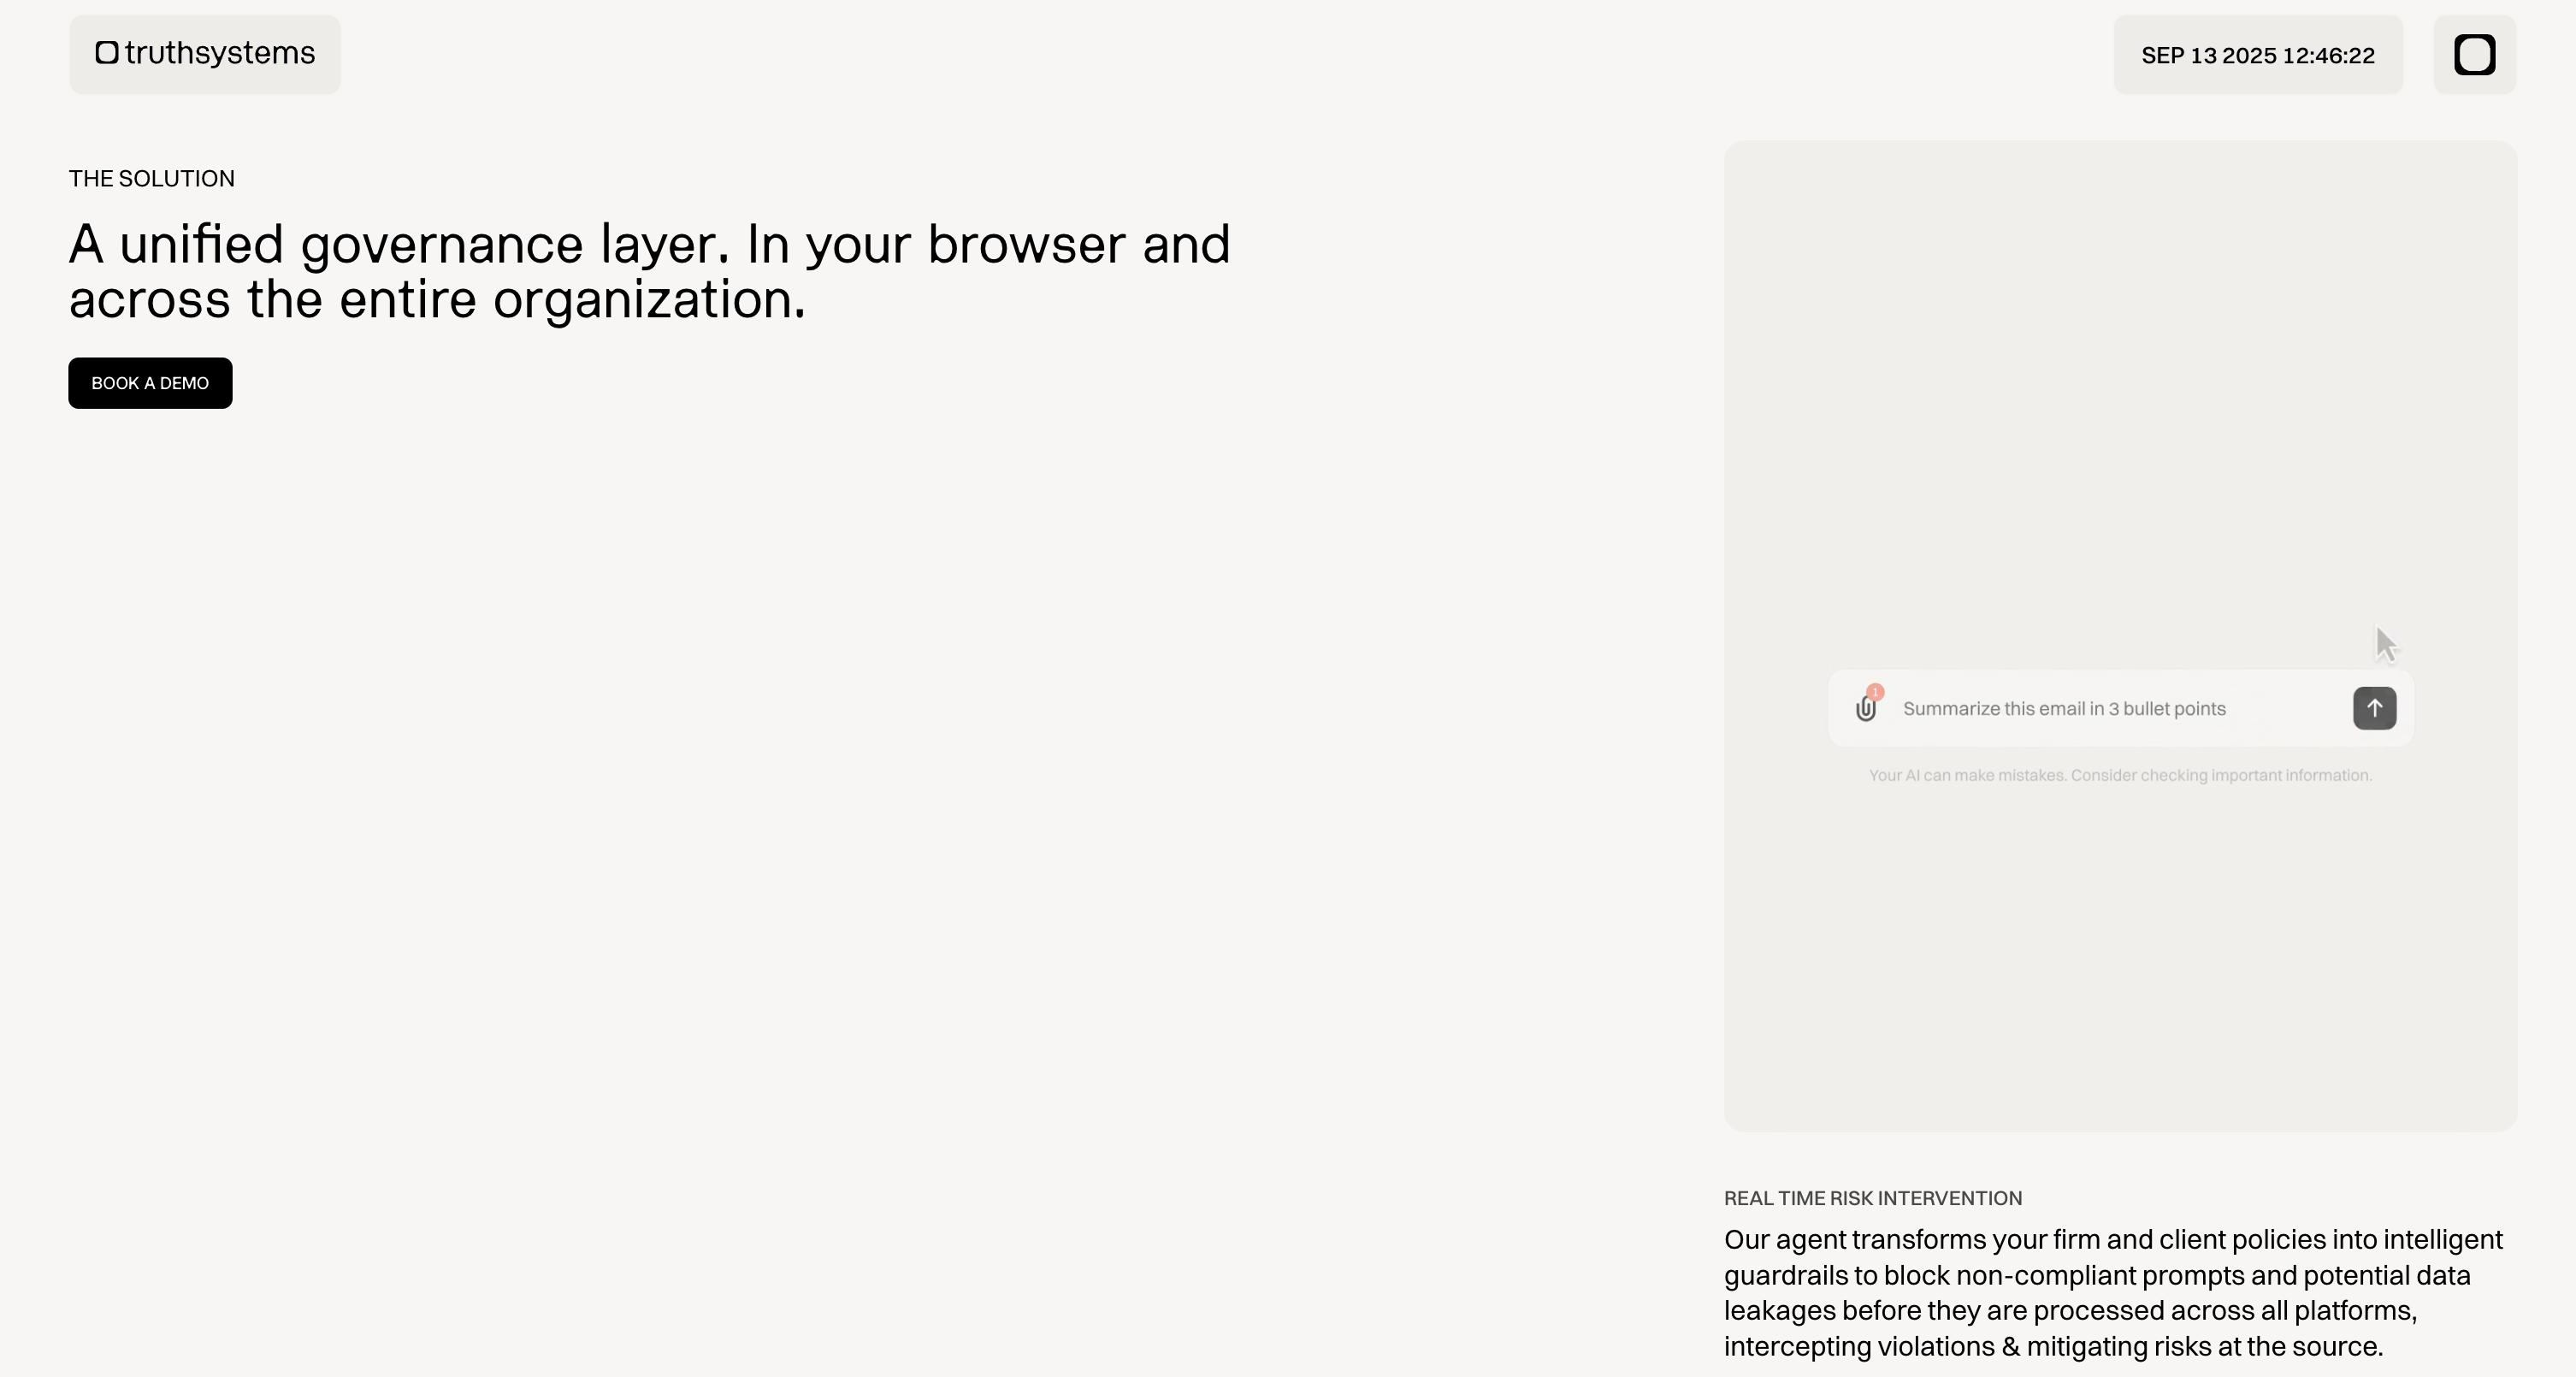 truthsystems
SEP 13 2025 12:46:22
THE SOLUTION
A unified governance layer. In your browser and
across the entire organization.
BOOK A DEMO
1
Summarize this email in 3 bullet points
Your AI can make mistakes. Consider checking important information.
REAL TIME RISK INTERVENTION
Our agent transforms your firm and client policies into intelligent
guardrails to block non-compliant prompts and potential data
leakages before they are processed across all platforms,
intercepting violations & mitigating risks at the source.